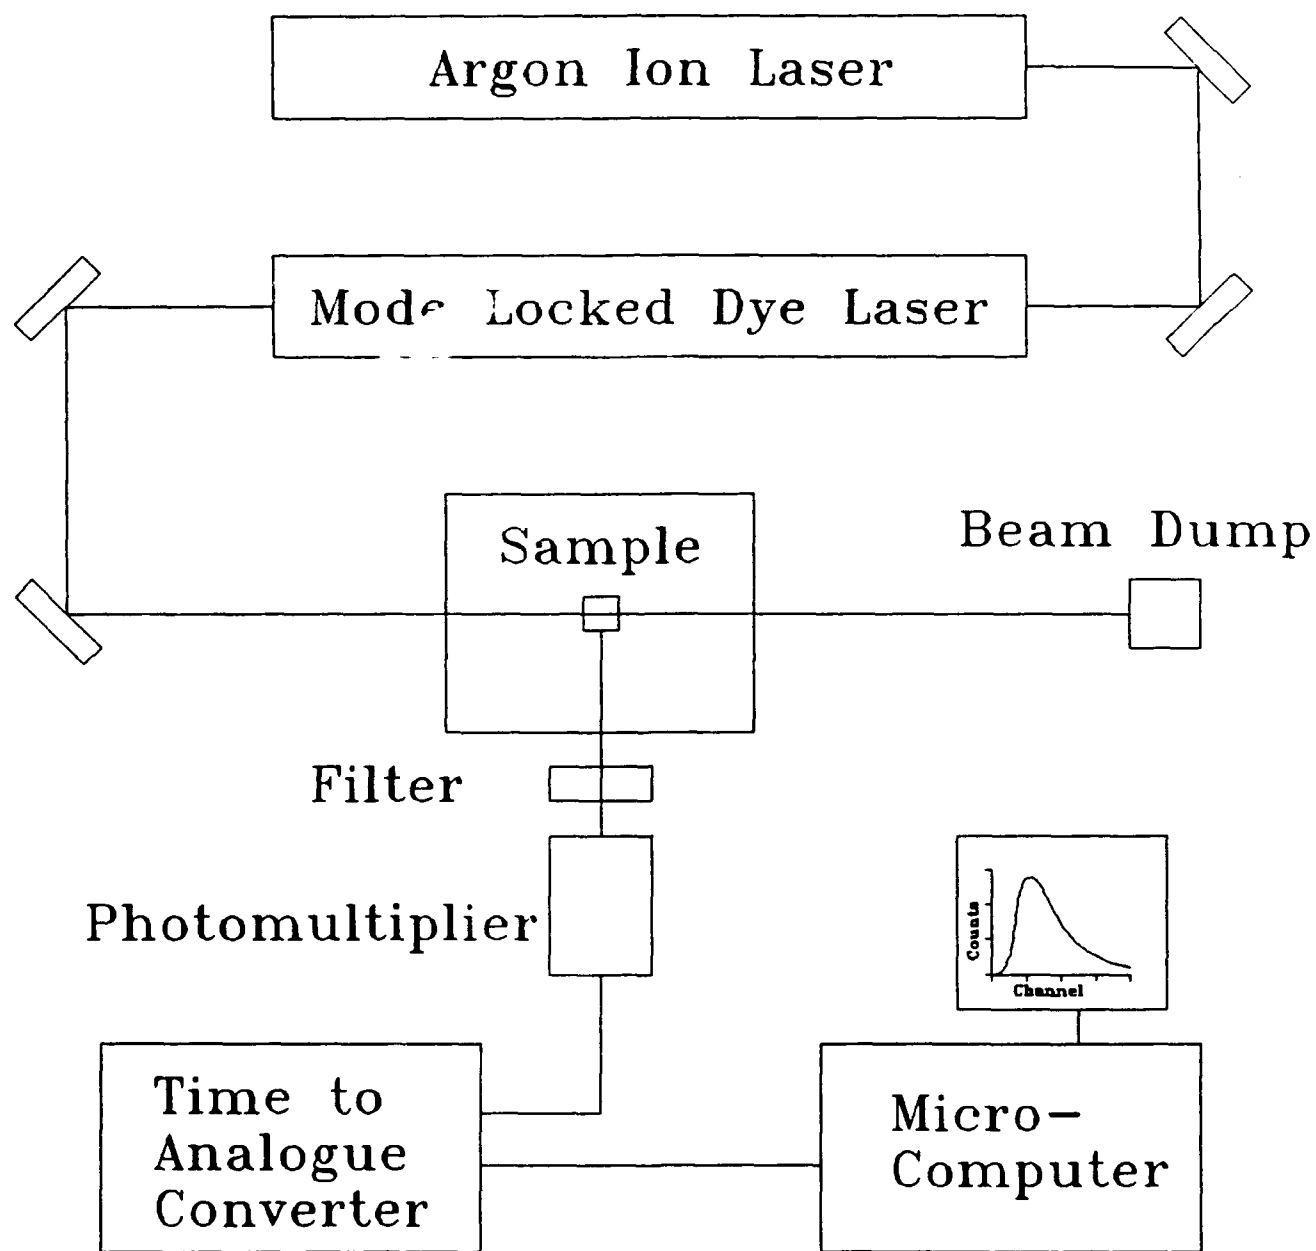 Argon Ion Laser
Mode Locked Dye Laser
Sample
Beam Dump
Filter
Photomultiplier
Counts
Channel
Time to
Analogue
Converter
Micro-
Computer